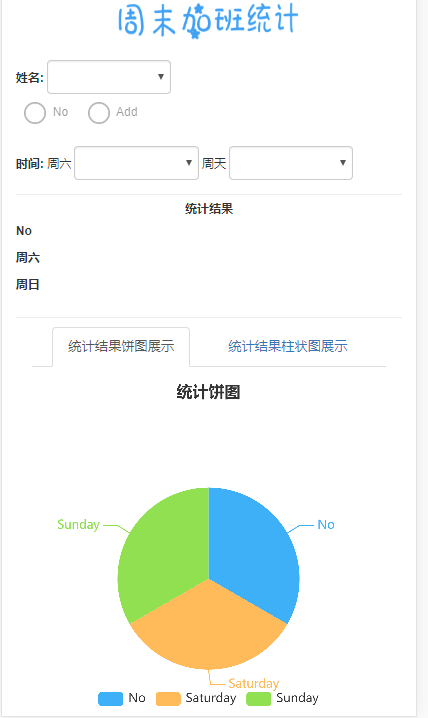 周末加班统计
姓名:
No Add
时间: 周六 周天
统计结果
No
周六
周日
统计结果饼图展示 统计结果柱状图展示
统计饼图
Sunday No
Saturday
No Saturday Sunday